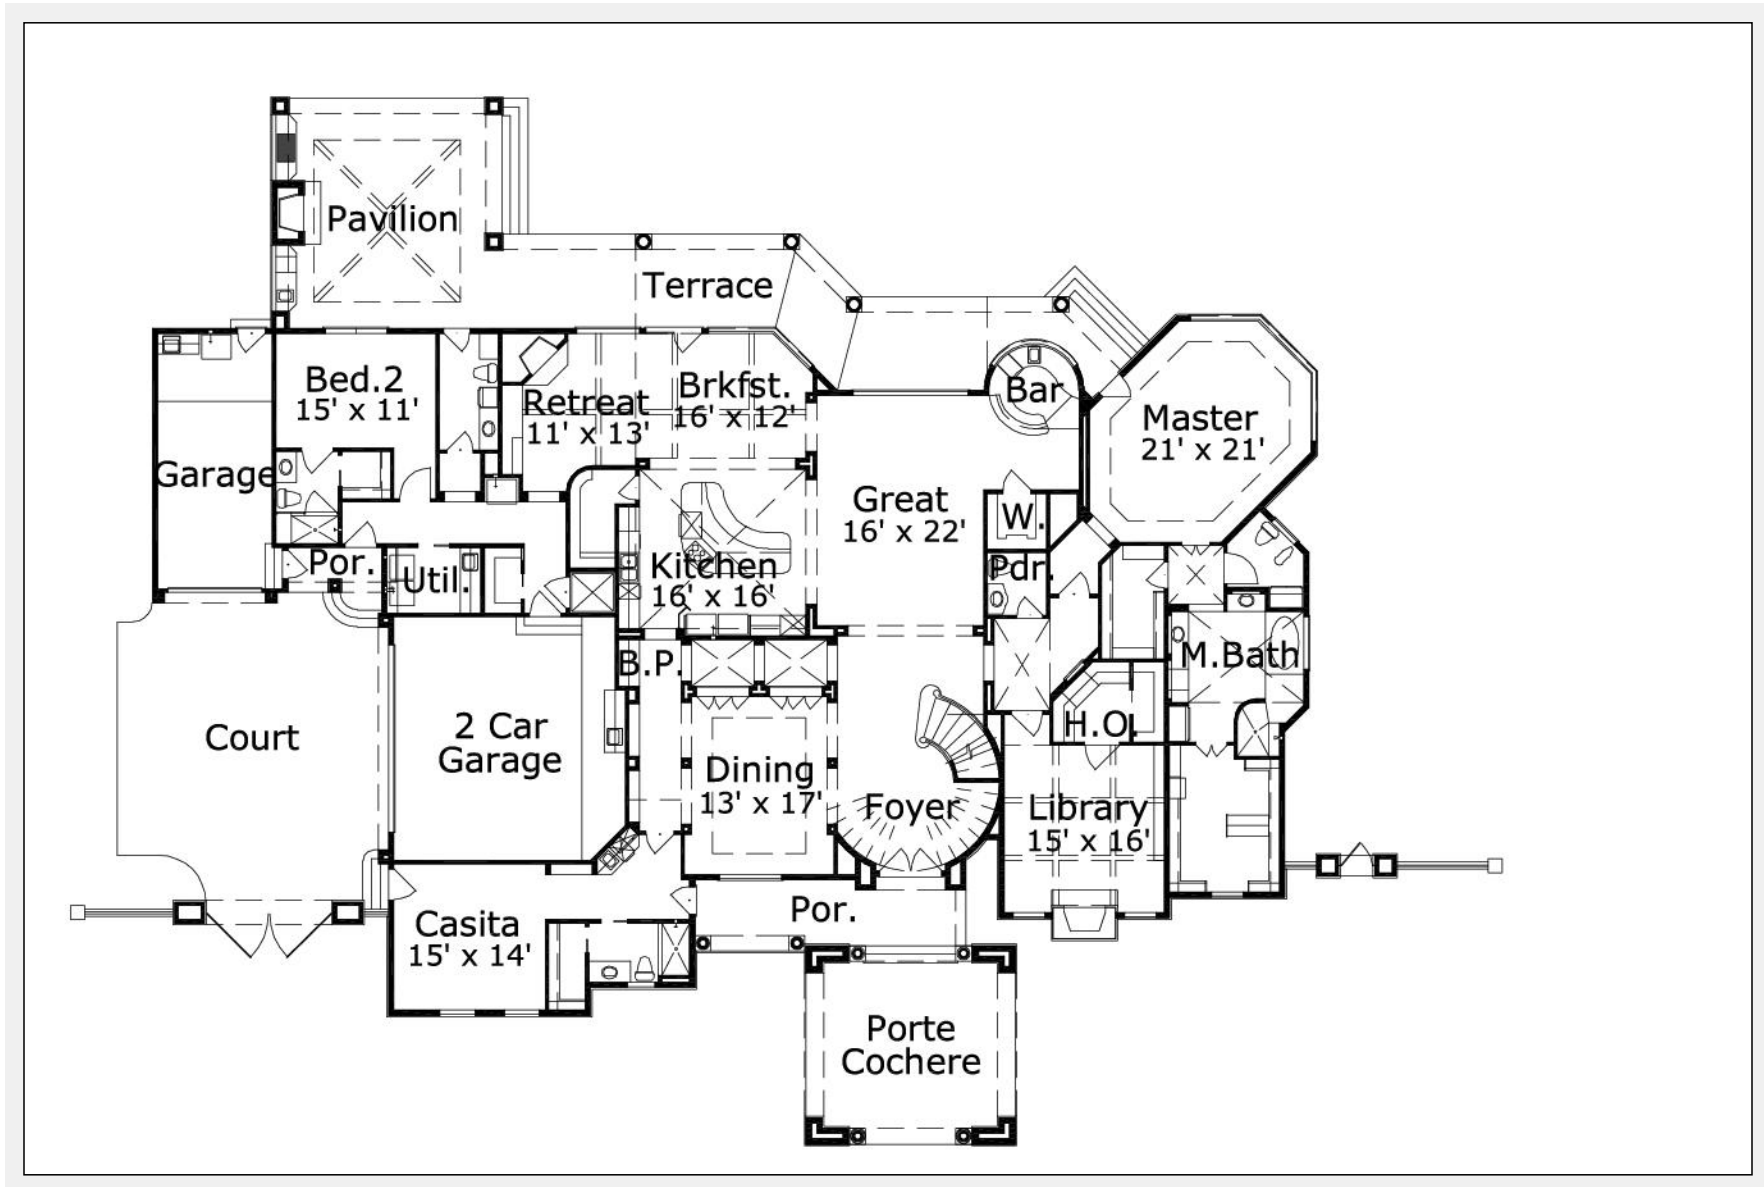 Pavilion
Terrace
Bed.2
15' x 11'
Retreat
11' x 13'
Brkfst.
16' x 12'
Bar
Master
21' x 21'
Garage
Great
16' x 22'
W.
Por.
Util.
Kitchen
16' x 16'
Pdr.
B.P.
M.Bath
Court
2 Car
Garage
Dining
13' x 17'
Foyer
H.O.
Library
15' x 16'
Casita
15' x 14'
Por.
Porte
Cochere